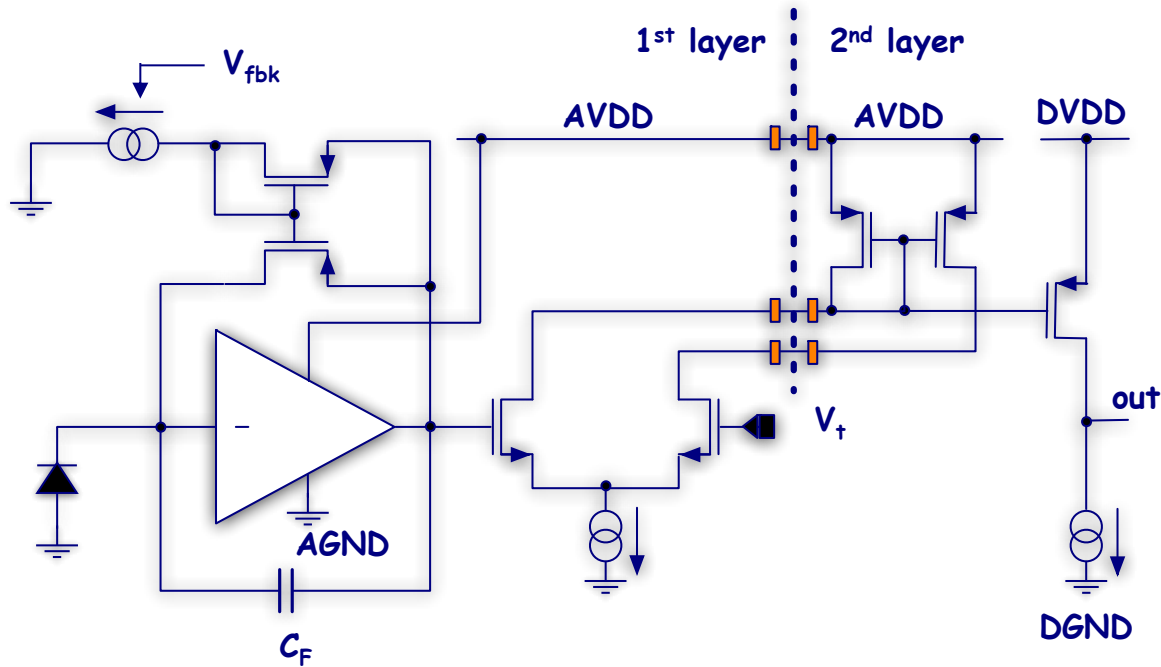 1st layer
2nd layer
Vfbk
AVDD
AVDD
DVDD
−
Vt
out
AGND
CF
DGND